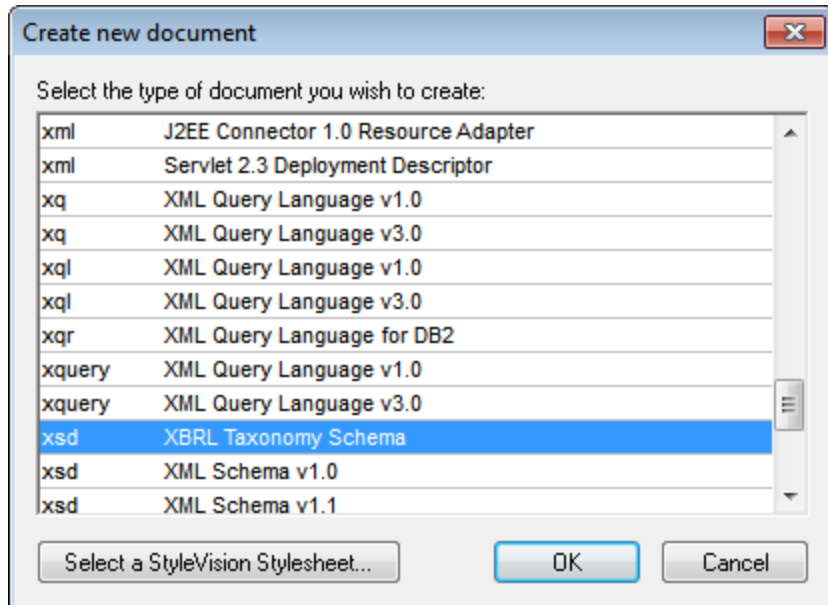 Create new document
Select the type of document you wish to create:
xml J2EE Connector 1.0 Resource Adapter
xml Servlet 2.3 Deployment Descriptor
xq XML Query Language v1.0
xq XML Query Language v3.0
xql XML Query Language v1.0
xql XML Query Language v3.0
xqr XML Query Language for DB2
xquery XML Query Language v1.0
xquery XML Query Language v3.0
xsd XBRL Taxonomy Schema
xsd XML Schema v1.0
xsd XML Schema v1.1
Select a StyleVision Stylesheet... OK Cancel